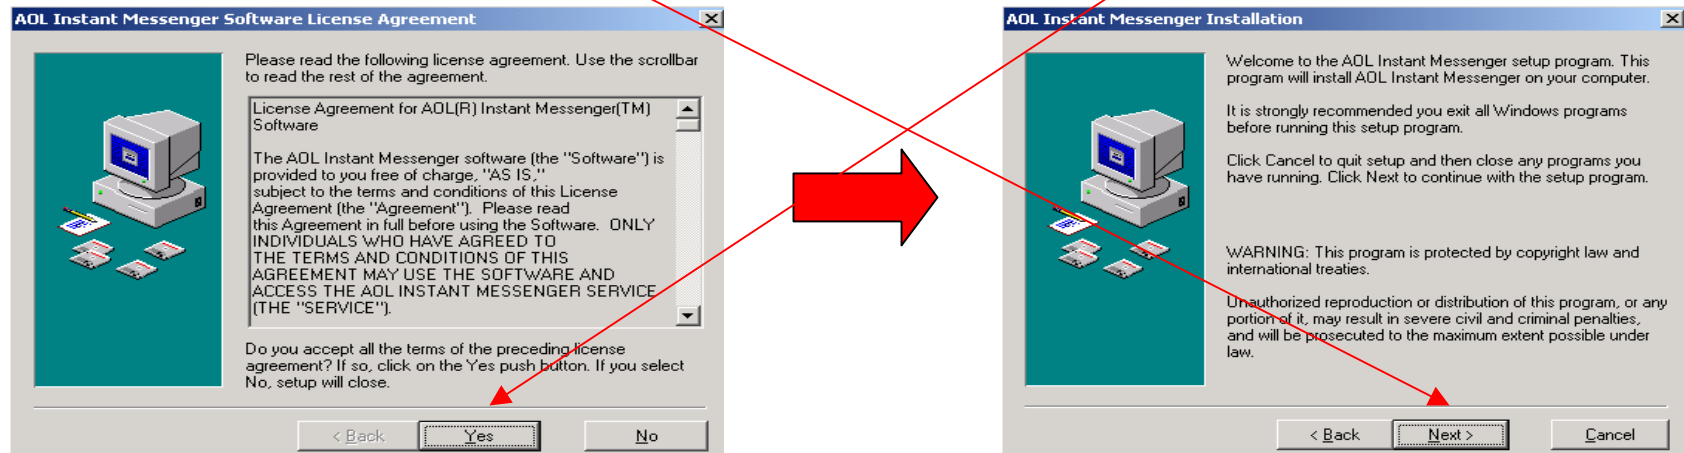 AOL Instant Messenger Software License Agreement
Please read the following license agreement. Use the scrollbar
to read the rest of the agreement.
License Agreement for AOL(R) Instant Messenger(TM)
Software
The AOL Instant Messenger software (the "Software") is
provided to you free of charge, "AS IS,"
subject to the terms and conditions of this License
Agreement (the "Agreement"). Please read
this Agreement in full before using the Software. ONLY
INDIVIDUALS WHO HAVE AGREED TO
THE TERMS AND CONDITIONS OF THIS
AGREEMENT MAY USE THE SOFTWARE AND
ACCESS THE AOL INSTANT MESSENGER SERVICE
(THE "SERVICE").
Do you accept all the terms of the preceding license
agreement? If so, click on the Yes push button. If you select
No, setup will close.
< Back
Yes
No
AOL Instant Messenger Installation
Welcome to the AOL Instant Messenger setup program. This
program will install AOL Instant Messenger on your computer.
It is strongly recommended you exit all Windows programs
before running this setup program.
Click Cancel to quit setup and then close any programs you
have running. Click Next to continue with the setup program.
WARNING: This program is protected by copyright law and
international treaties.
Unauthorized reproduction or distribution of this program, or any
portion of it, may result in severe civil and criminal penalties,
and will be prosecuted to the maximum extent possible under
law.
< Back
Next >
Cancel